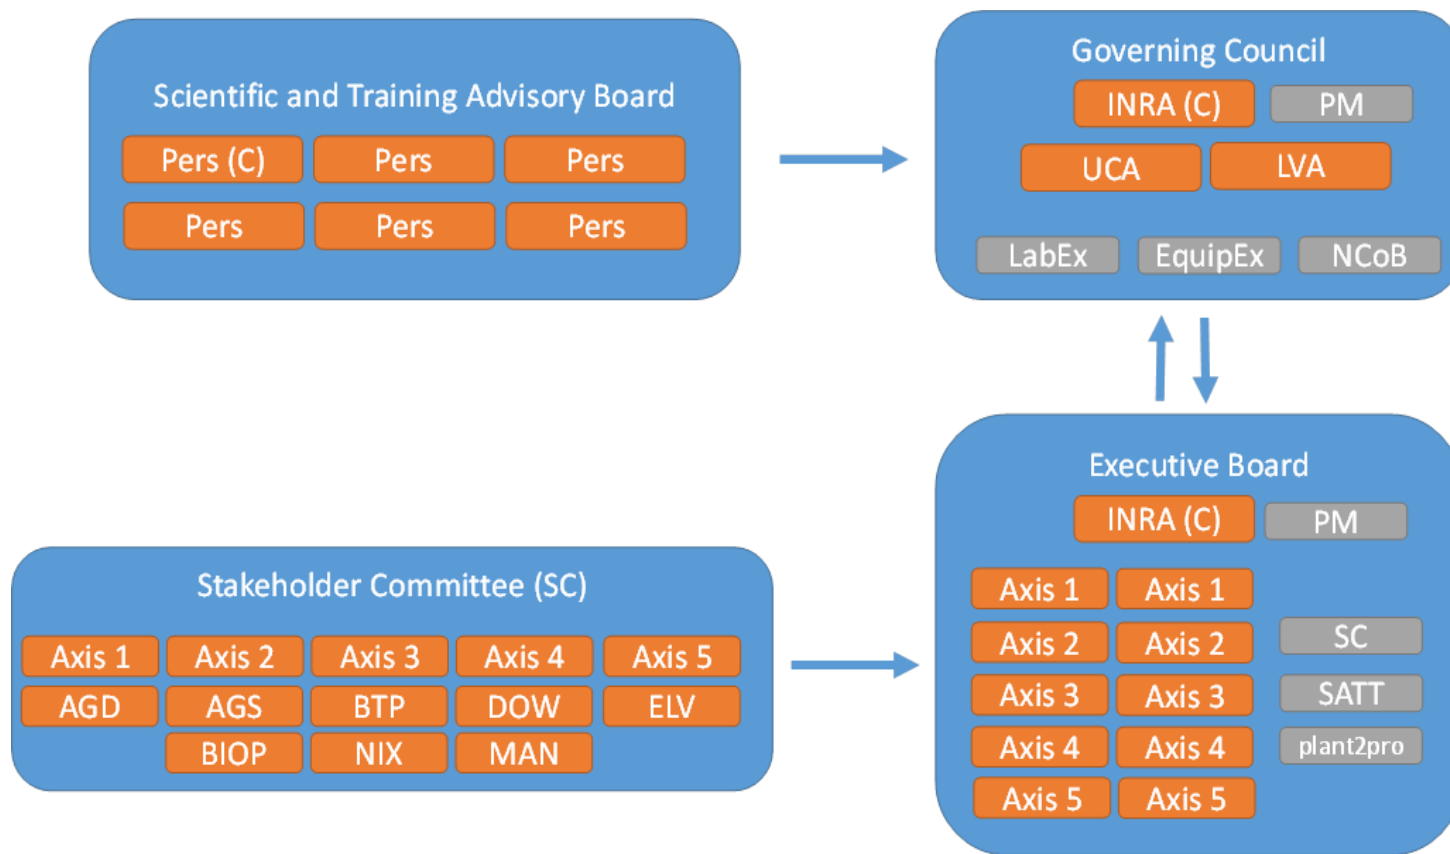 Scientific and Training Advisory Board
Pers (C) Pers Pers
Pers Pers Pers
Governing Council
INRA (C) PM
UCA LVA
LabEx EquipEx NCoB
Stakeholder Committee (SC)
Axis 1 Axis 2 Axis 3 Axis 4 Axis 5
AGD AGS BTP DOW ELV
BIOP NIX MAN
Executive Board
INRA (C) PM
Axis 1 Axis 1
Axis 2 Axis 2 SC
Axis 3 Axis 3 SATT
Axis 4 Axis 4 plant2pro
Axis 5 Axis 5